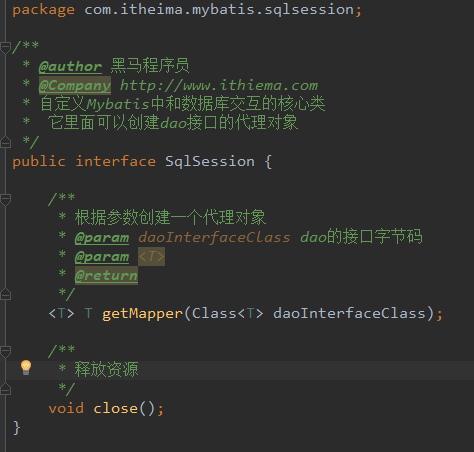 package com.itheima.mybatis.sqlsession;
/**
* @author 黑马程序员
* @Company http://www.ithiema.com
* 自定义Mybatis中和数据库交互的核心类
* 它里面可以创建dao接口的代理对象
*/
public interface SqlSession {
/**
* 根据参数创建一个代理对象
* @param daoInterfaceClass dao的接口字节码
* @param <T>
* @return
*/
<T> T getMapper(Class<T> daoInterfaceClass);
/**
* 释放资源
*/
void close();
}